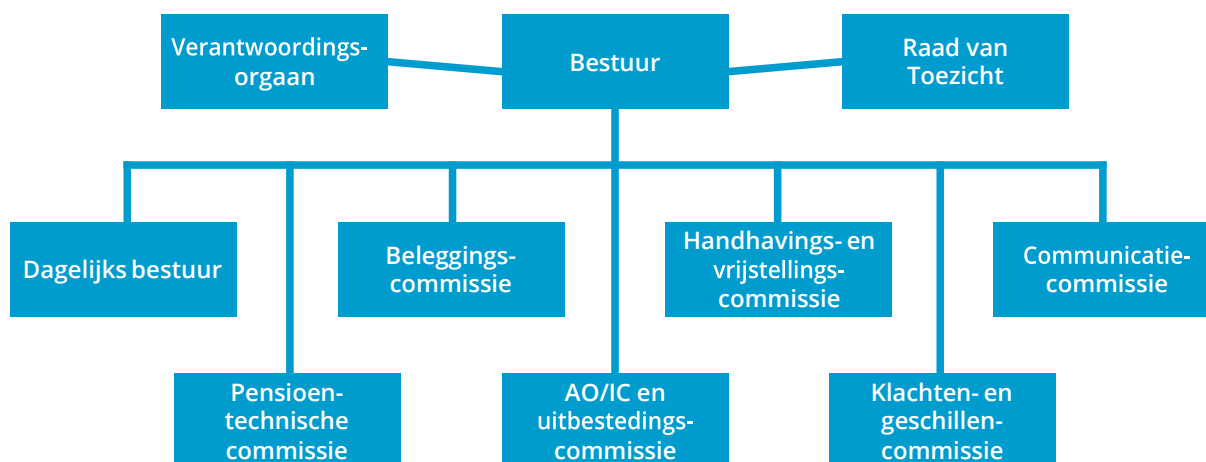 Verantwoordings-
orgaan
Bestuur
Raad van
Toezicht
Dagelijks bestuur
Beleggings-
commissie
Handhavings- en
vrijstellings-
commissie
Communicatie-
commissie
Pensioen-
technische
commissie
AO/IC en
uitbestedings-
commissie
Klachten- en
geschillen-
commissie